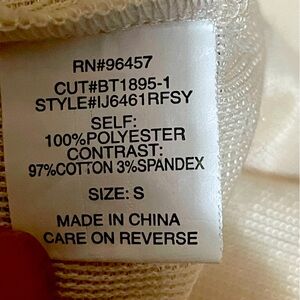 RN#96457
CUT#BT1895-1
STYLE#IJ6461RFSY
SELF:
100%POLYESTER
CONTRAST:
97%COTTON 3%SPANDEX
SIZE: S
MADE IN CHINA
CARE ON REVERSE